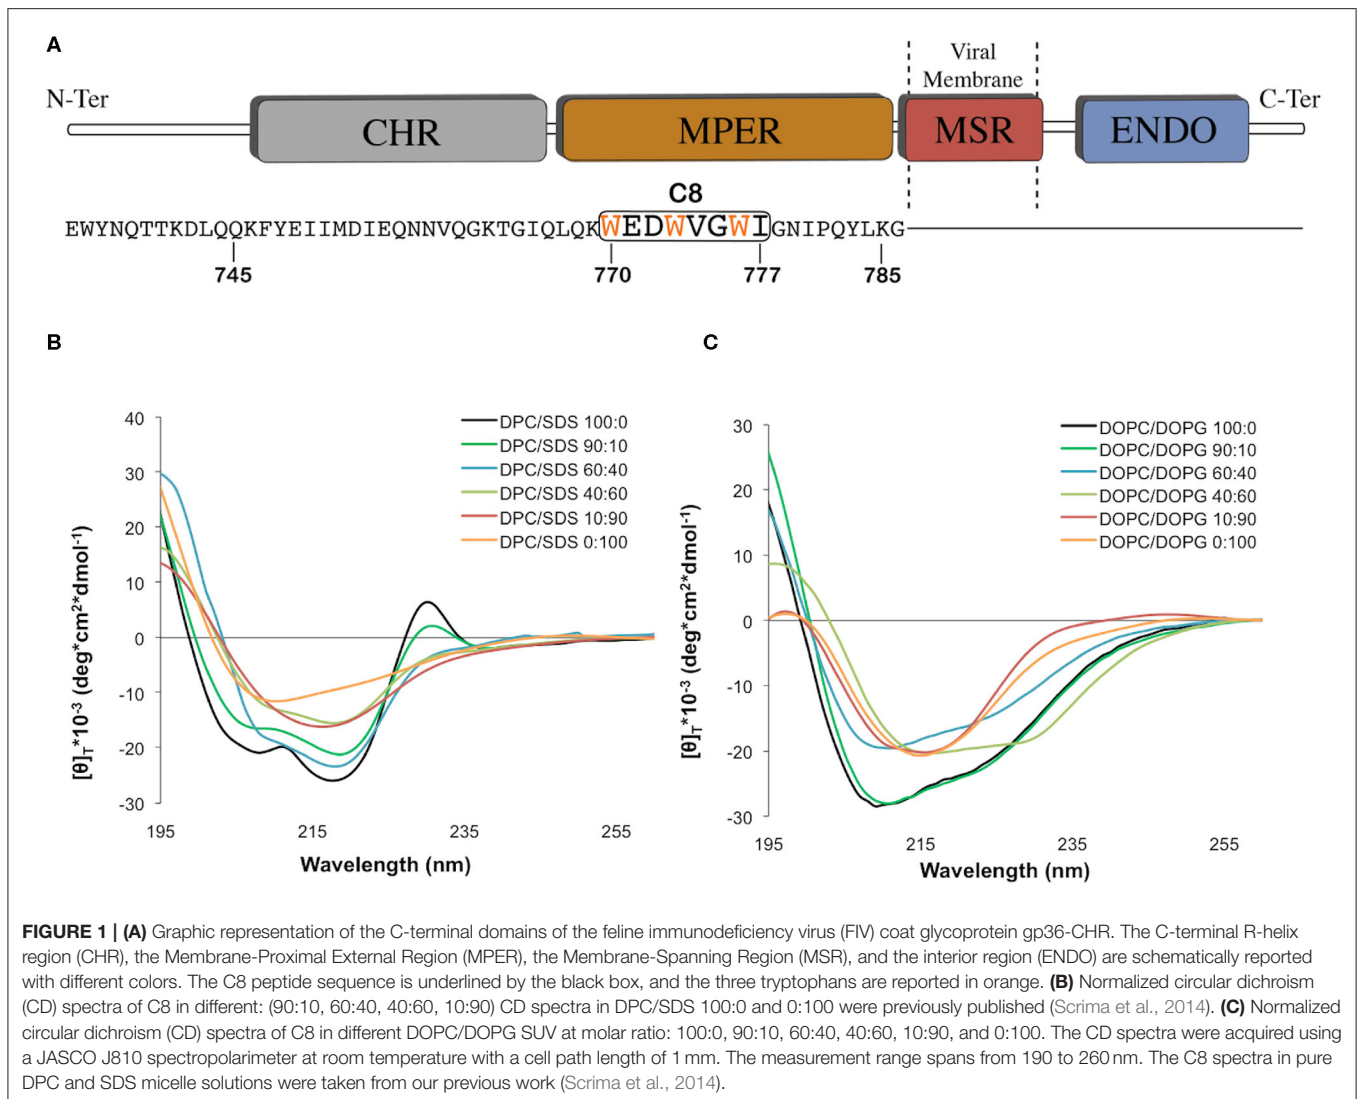 A
Viral
Membrane
N-Ter
C-Ter
CHR
MPER
MSR
ENDO
C8
EWYNQTTKDLQQKFYEIIMDIEQNNVQGKTGIQLQKWEDWVGWIGNIPQYLKG
745
770
777
785
B
40
30
20
10
0
-10
-20
-30
195
215
235
255
[θ]T*10-3 (deg*cm2*dmol-1)
Wavelength (nm)
DPC/SDS 100:0
DPC/SDS 90:10
DPC/SDS 60:40
DPC/SDS 40:60
DPC/SDS 10:90
DPC/SDS 0:100
C
30
20
10
0
-10
-20
-30
195
215
235
255
[θ]T*10-3 (deg*cm2*dmol-1)
Wavelength (nm)
DOPC/DOPG 100:0
DOPC/DOPG 90:10
DOPC/DOPG 60:40
DOPC/DOPG 40:60
DOPC/DOPG 10:90
DOPC/DOPG 0:100
FIGURE 1 | (A) Graphic representation of the C-terminal domains of the feline immunodeficiency virus (FIV) coat glycoprotein gp36-CHR. The C-terminal R-helix
region (CHR), the Membrane-Proximal External Region (MPER), the Membrane-Spanning Region (MSR), and the interior region (ENDO) are schematically reported
with different colors. The C8 peptide sequence is underlined by the black box, and the three tryptophans are reported in orange. (B) Normalized circular dichroism
(CD) spectra of C8 in different: (90:10, 60:40, 40:60, 10:90) CD spectra in DPC/SDS 100:0 and 0:100 were previously published (Scrima et al., 2014). (C) Normalized
circular dichroism (CD) spectra of C8 in different DOPC/DOPG SUV at molar ratio: 100:0, 90:10, 60:40, 40:60, 10:90, and 0:100. The CD spectra were acquired using
a JASCO J810 spectropolarimeter at room temperature with a cell path length of 1 mm. The measurement range spans from 190 to 260 nm. The C8 spectra in pure
DPC and SDS micelle solutions were taken from our previous work (Scrima et al., 2014).